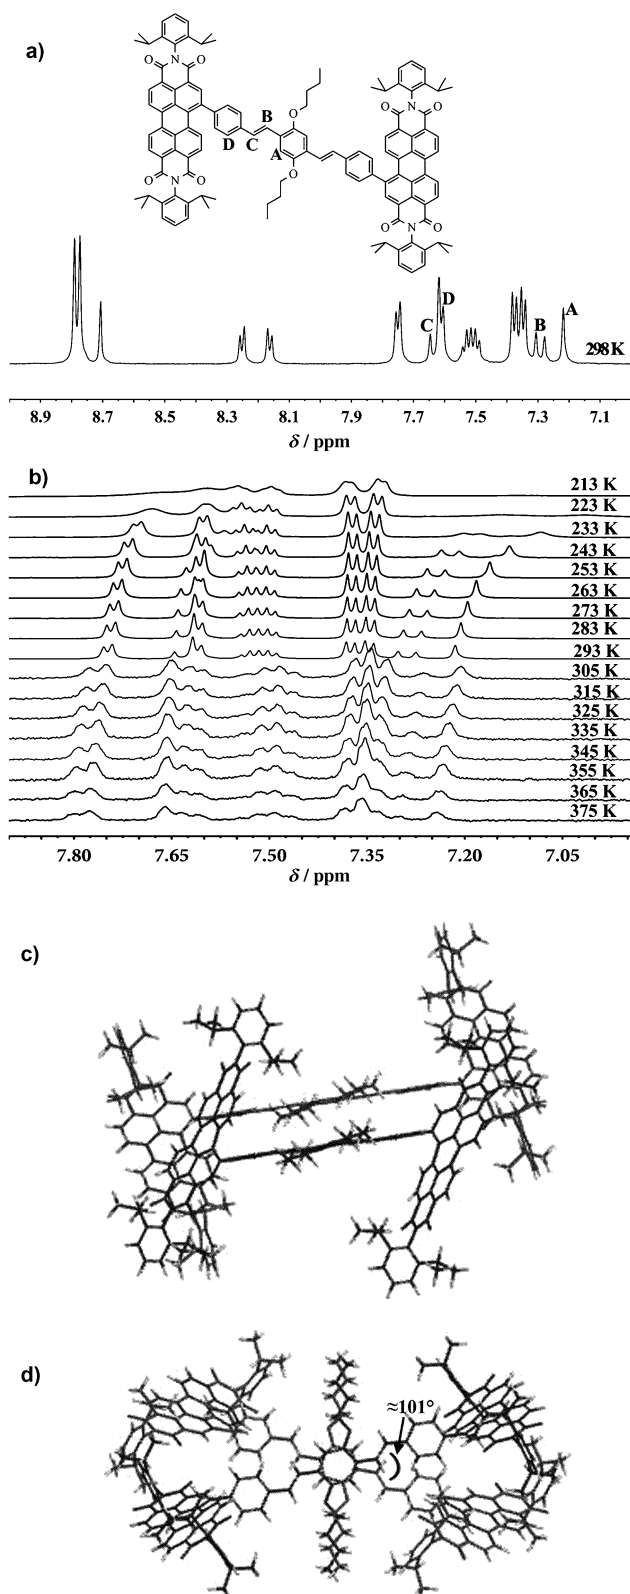 a)
O N O
O N O
O
B
D C
A
O
O N O
O N O
C D B A
298K
8.9 8.7 8.5 8.3 8.1 7.9 7.7 7.5 7.3 7.1
δ / ppm
b)
213 K
223 K
233 K
243 K
253 K
263 K
273 K
283 K
293 K
305 K
315 K
325 K
335 K
345 K
355 K
365 K
375 K
7.80 7.65 7.50 7.35 7.20 7.05
δ / ppm
c)
d)
≈101°